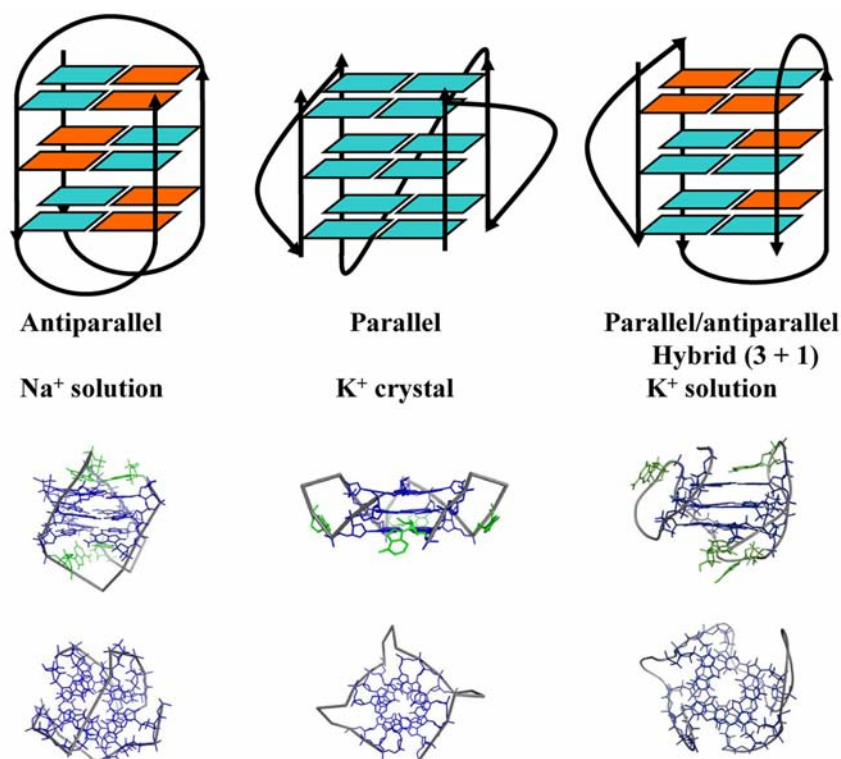 Antiparallel
Parallel
Parallel/antiparallel
Hybrid (3 + 1)
Na⁺ solution
K⁺ crystal
K⁺ solution